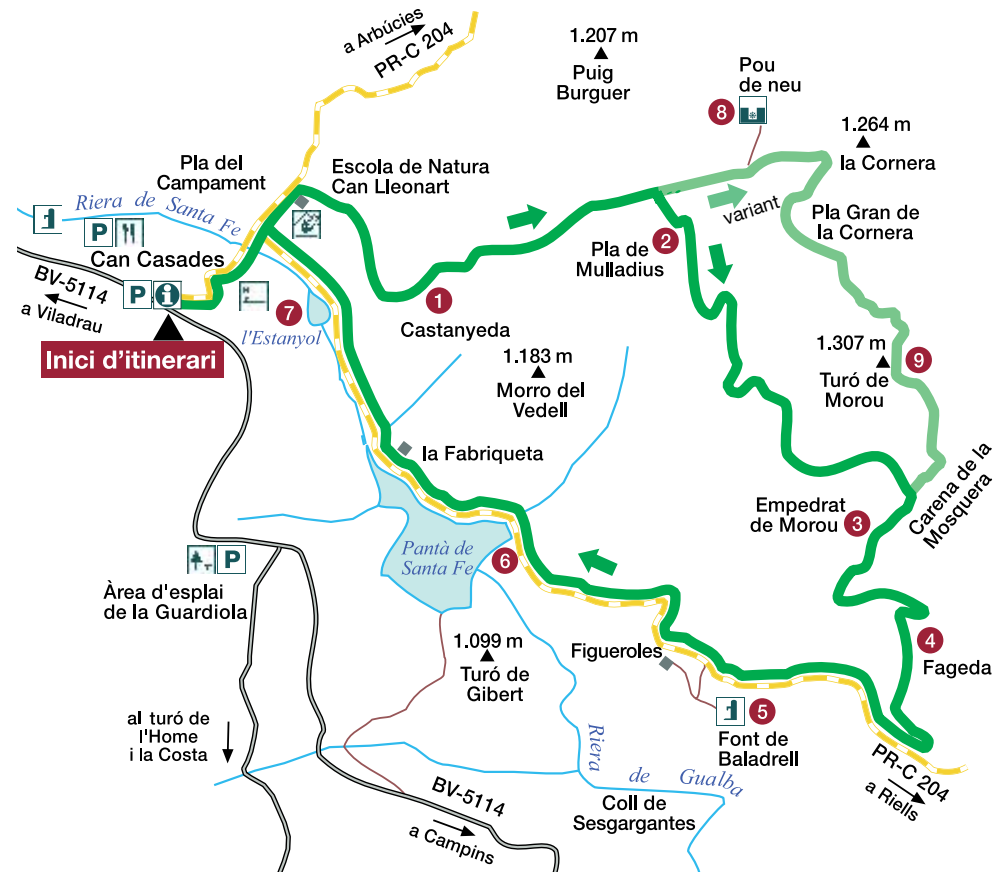 a Arbúcies
PR-C 204
1.207 m
Puig
Burguer
Pou
de neu
8
1.264 m
la Cornera
Pla del
Campament
Escola de Natura
Can Lleonart
Riera de Santa Fe
P
Can Casades
variant
Pla Gran de
la Cornera
2
Pla de
Mulladius
BV-5114
a Viladrau
P
i
H
7
l'Estanyol
1
Castanyeda
Inici d'itinerari
1.183 m
Morro del
Vedell
1.307 m
Turó de
Morou
9
la Fabriqueta
Carena de la
Mosquera
Empedrat
de Morou
3
P
Àrea d'esplai
de la Guardiola
Pantà de
Santa Fe
6
1.099 m
Turó de
Gibert
Figueroles
4
Fageda
5
Font de
Baladrell
al turó de
l'Home
i la Costa
Riera de Gualba
PR-C 204
a Riells
BV-5114
a Campins
Coll de
Sesgargantes